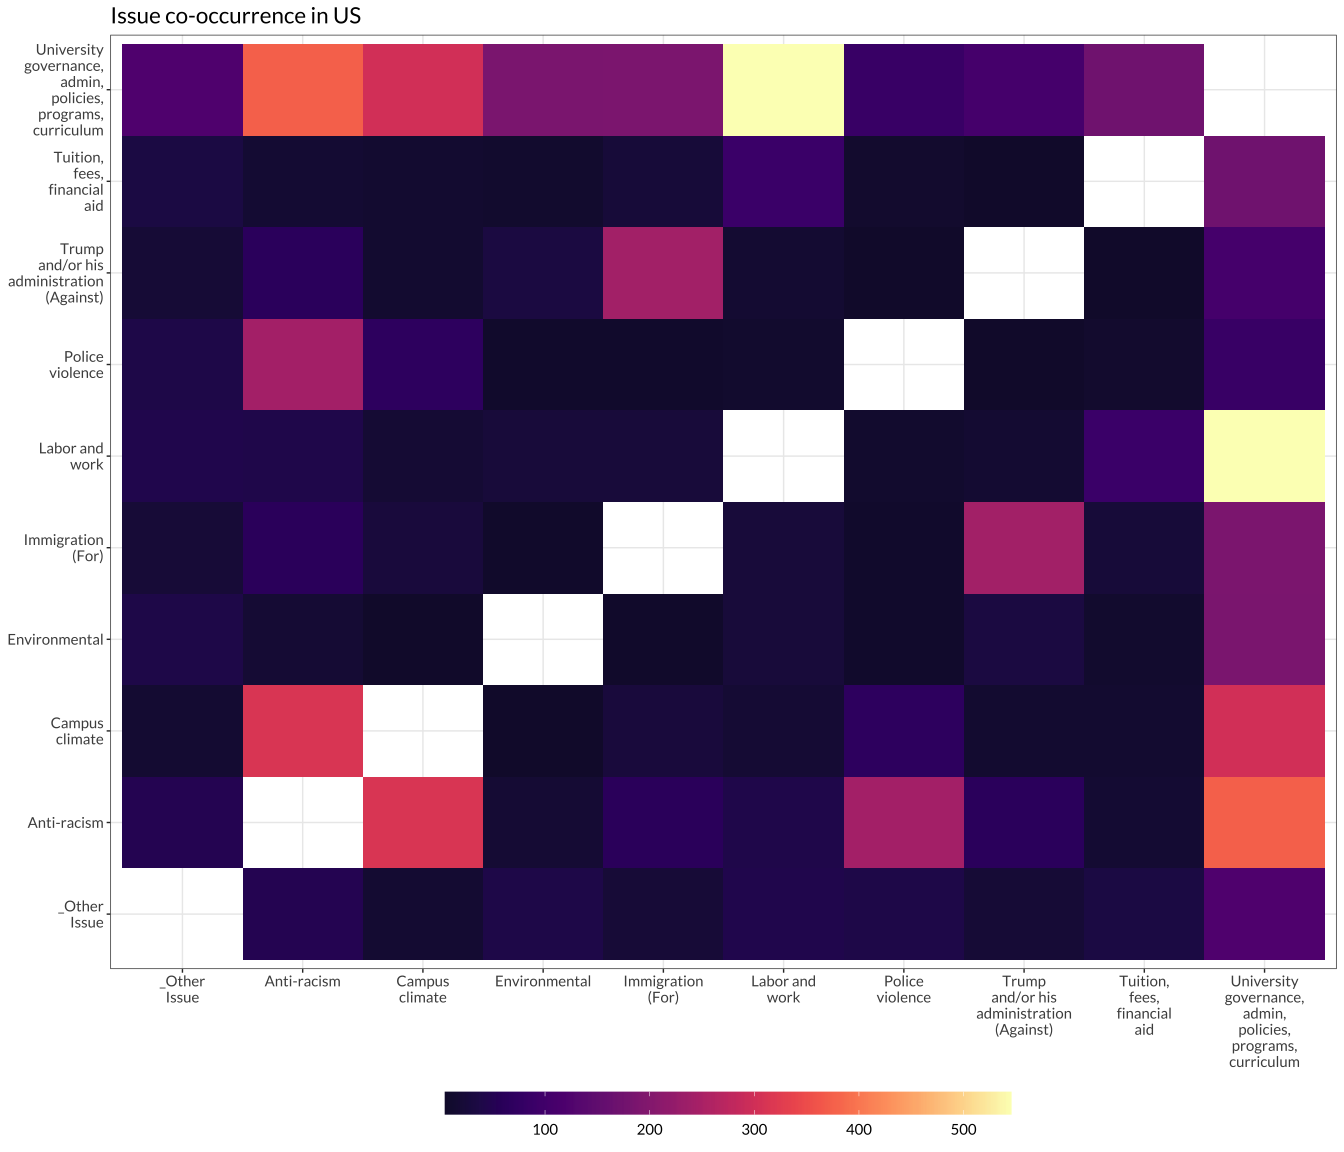 Issue co-occurrence in US
University
governance,
admin,
policies,
programs,
curriculum
Tuition,
fees,
financial
aid
Trump
and/or his
administration
(Against)
Police
violence
Labor and
work
Immigration
(For)
Environmental
Campus
climate
Anti-racism
_Other
Issue
_Other
Issue
Anti-racism
Campus
climate
Environmental
Immigration
(For)
Labor and
work
Police
violence
Trump
and/or his
administration
(Against)
Tuition,
fees,
financial
aid
University
governance,
admin,
policies,
programs,
curriculum
100 200 300 400 500